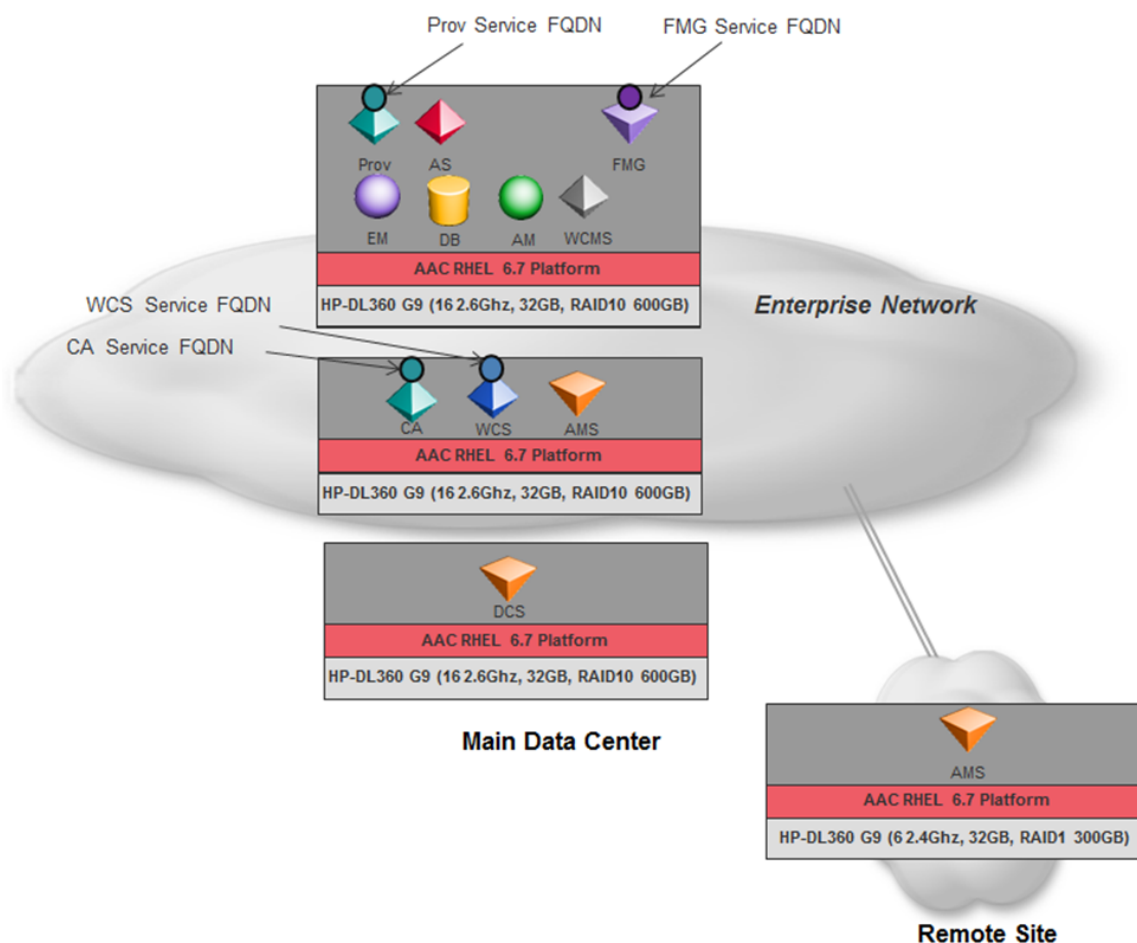 Prov Service FQDN
FMG Service FQDN
Prov
AS
FMG
EM
DB
AM
WCMS
AAC RHEL 6.7 Platform
HP-DL360 G9 (16 2.6Ghz, 32GB, RAID10 600GB)
WCS Service FQDN
CA Service FQDN
Enterprise Network
CA
WCS
AMS
AAC RHEL 6.7 Platform
HP-DL360 G9 (16 2.6Ghz, 32GB, RAID10 600GB)
DCS
AAC RHEL 6.7 Platform
HP-DL360 G9 (16 2.6Ghz, 32GB, RAID10 600GB)
Main Data Center
AMS
AAC RHEL 6.7 Platform
HP-DL360 G9 (6 2.4Ghz, 32GB, RAID1 300GB)
Remote Site